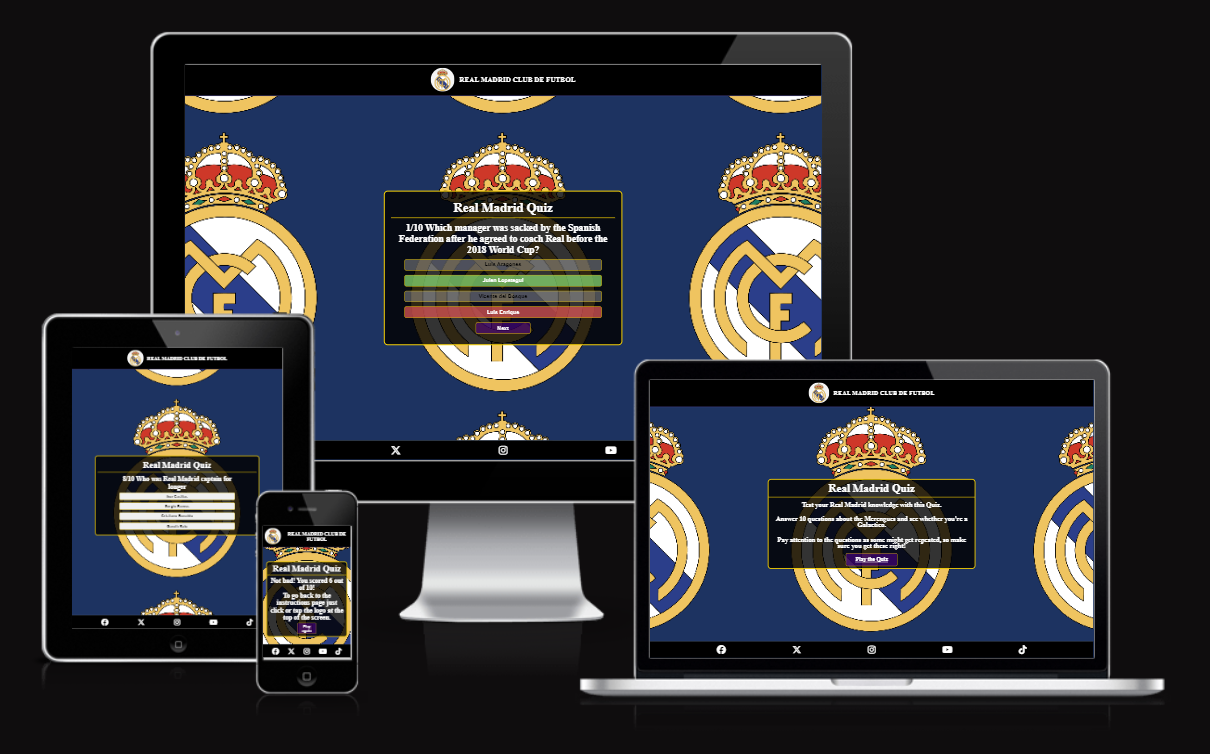 REAL MADRID CLUB DE FUTBOL
Real Madrid Quiz
1/10 Which manager was sacked by the Spanish
Federation after he agreed to coach Real before the
2018 World Cup?
Luis Aragones
Julen Lopetegui
Vicente del Bosque
Luis Enrique
Next
REAL MADRID CLUB DE FUTBOL
Real Madrid Quiz
8/10 Who was Real Madrid captain for
longer
Iker Casillas
Sergio Ramos
REAL MADRID CLUB DE
FUTBOL
Real Madrid Quiz
Not bad! You scored 6 out
of 10!
To go back to the
instructions page just
click or tap the logo at the
top of the screen.
Play
again
REAL MADRID CLUB DE FUTBOL
Real Madrid Quiz
Test your Real Madrid knowledge with this Quiz.
Answer 10 questions about the Merengues and see whether you're a
Galactico.
Pay attention to the questions as some might get repeated, so make
sure you get these right!
Play the Quiz